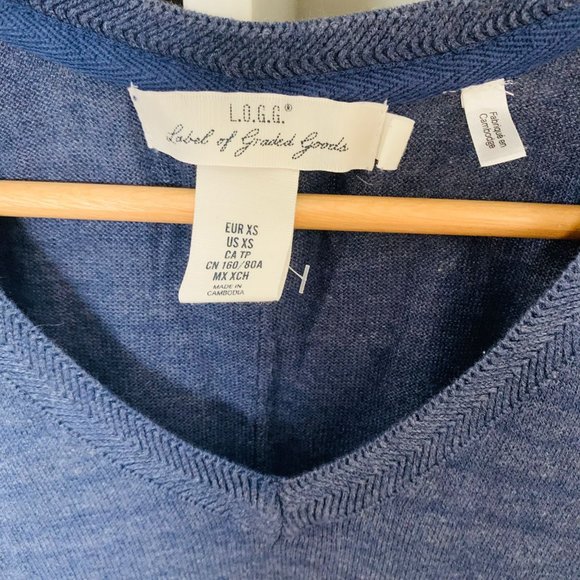 L.O.G.G.®
Label of Graded Goods
EUR XS
US XS
CA TP
CN 160/80A
MX XCH
MADE IN
CAMBODIA
Fabriqué en
Cambodge